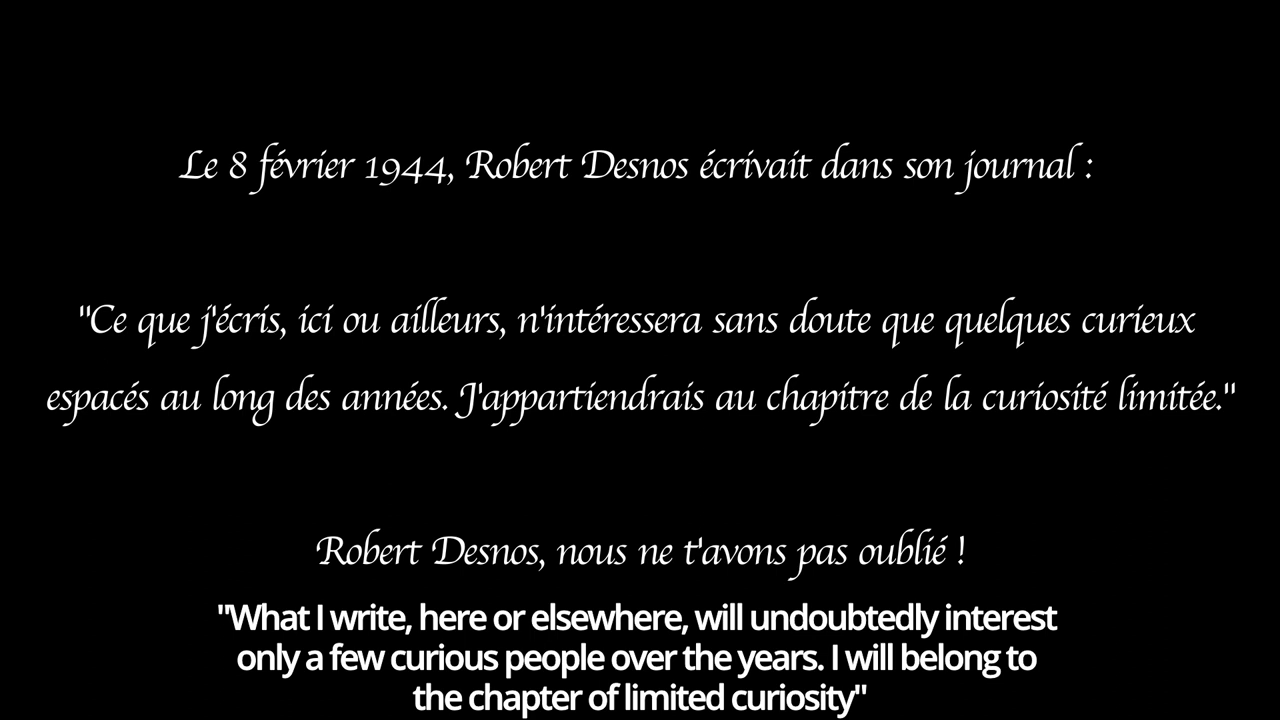 Le 8 février 1944, Robert Desnos écrivait dans son journal :
"Ce que j'écris, ici ou ailleurs, n'intéressera sans doute que quelques curieux
espacés au long des années. J'appartiendrais au chapitre de la curiosité limitée."
Robert Desnos, nous ne t'avons pas oublié !
"What I write, here or elsewhere, will undoubtedly interest
only a few curious people over the years. I will belong to
the chapter of limited curiosity"